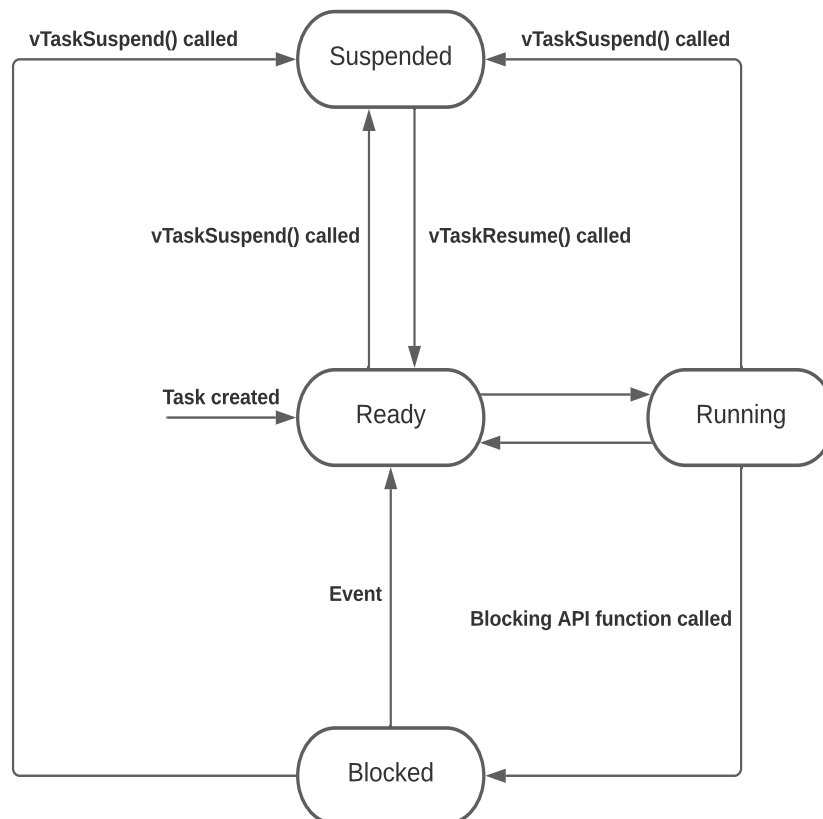 vTaskSuspend() called
Suspended
vTaskSuspend() called
vTaskSuspend() called
vTaskResume() called
Task created
Ready
Running
Event
Blocking API function called
Blocked